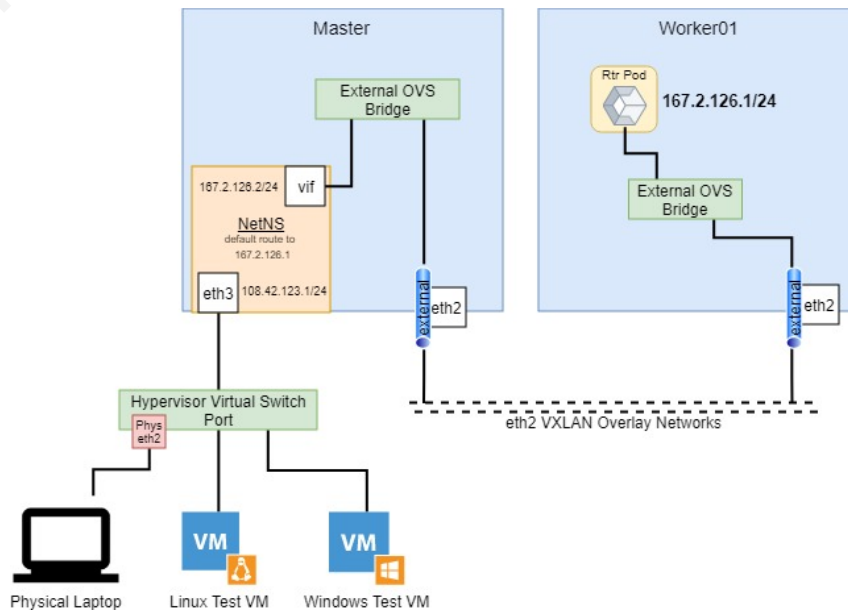 Master
External OVS
Bridge
167.2.126.2/24
vif
NetNS
default route to
167.2.126.1
eth3
108.42.123.1/24
external
eth2
Worker01
Rtr Pod
167.2.126.1/24
External OVS
Bridge
external
eth2
eth2 VXLAN Overlay Networks
Hypervisor Virtual Switch
Port
Phys
eth2
VM
VM
Physical Laptop
Linux Test VM
Windows Test VM